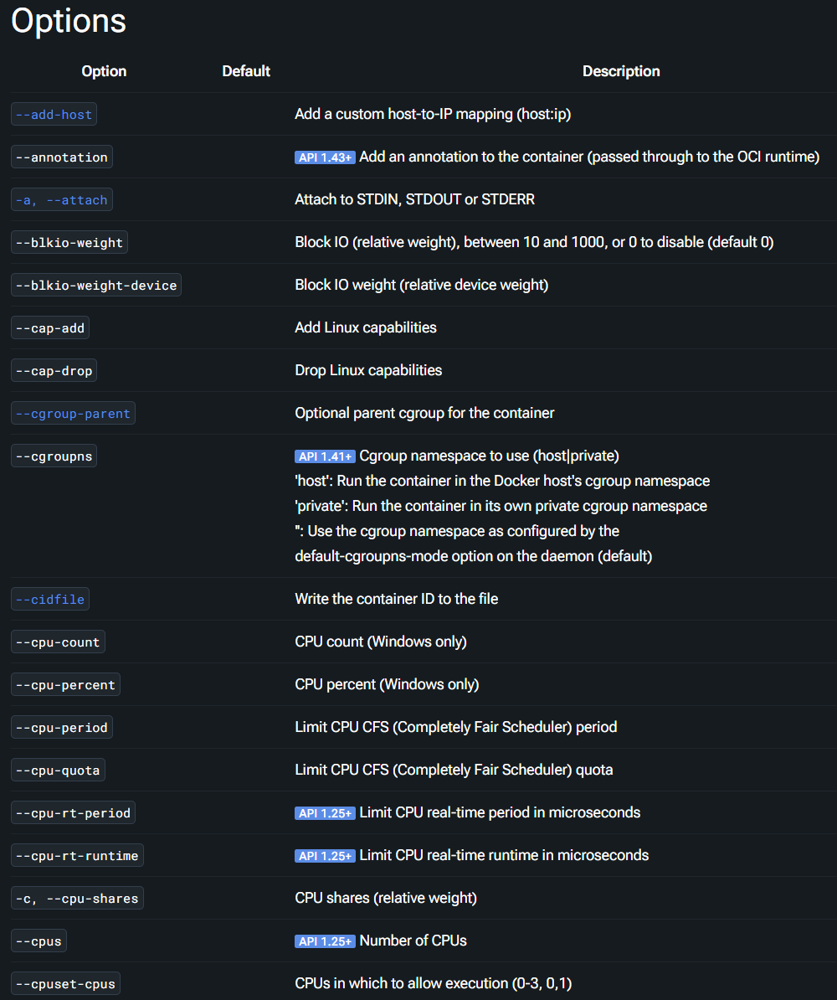 Options
Option Default Description
--add-host Add a custom host-to-IP mapping (host:ip)
--annotation API 1.43+ Add an annotation to the container (passed through to the OCI runtime)
-a, --attach Attach to STDIN, STDOUT or STDERR
--blkio-weight Block IO (relative weight), between 10 and 1000, or 0 to disable (default 0)
--blkio-weight-device Block IO weight (relative device weight)
--cap-add Add Linux capabilities
--cap-drop Drop Linux capabilities
--cgroup-parent Optional parent cgroup for the container
--cgroupns API 1.41+ Cgroup namespace to use (host|private)
'host': Run the container in the Docker host's cgroup namespace
'private': Run the container in its own private cgroup namespace
'': Use the cgroup namespace as configured by the
default-cgroupns-mode option on the daemon (default)
--cidfile Write the container ID to the file
--cpu-count CPU count (Windows only)
--cpu-percent CPU percent (Windows only)
--cpu-period Limit CPU CFS (Completely Fair Scheduler) period
--cpu-quota Limit CPU CFS (Completely Fair Scheduler) quota
--cpu-rt-period API 1.25+ Limit CPU real-time period in microseconds
--cpu-rt-runtime API 1.25+ Limit CPU real-time runtime in microseconds
-c, --cpu-shares CPU shares (relative weight)
--cpus API 1.25+ Number of CPUs
--cpuset-cpus CPUs in which to allow execution (0-3, 0,1)